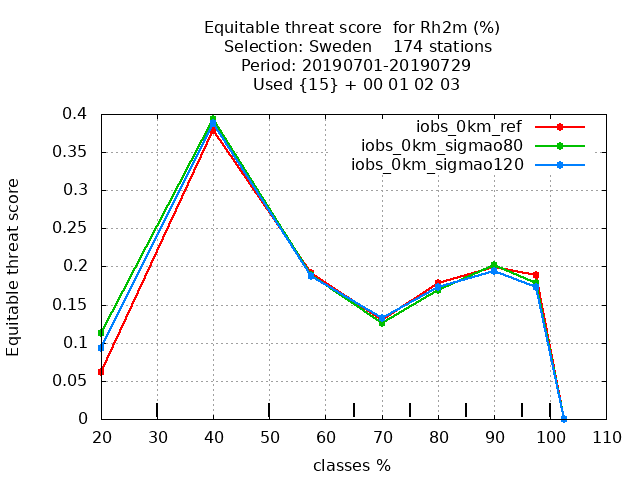 Equitable threat score  for Rh2m (%)
Selection: Sweden    174 stations
Period: 20190701-20190729
Used {15} + 00 01 02 03
iobs_0km_ref
iobs_0km_sigmao80
iobs_0km_sigmao120
Equitable threat score
0.4
0.35
0.3
0.25
0.2
0.15
0.1
0.05
0
20 30 40 50 60 70 80 90 100 110
classes %